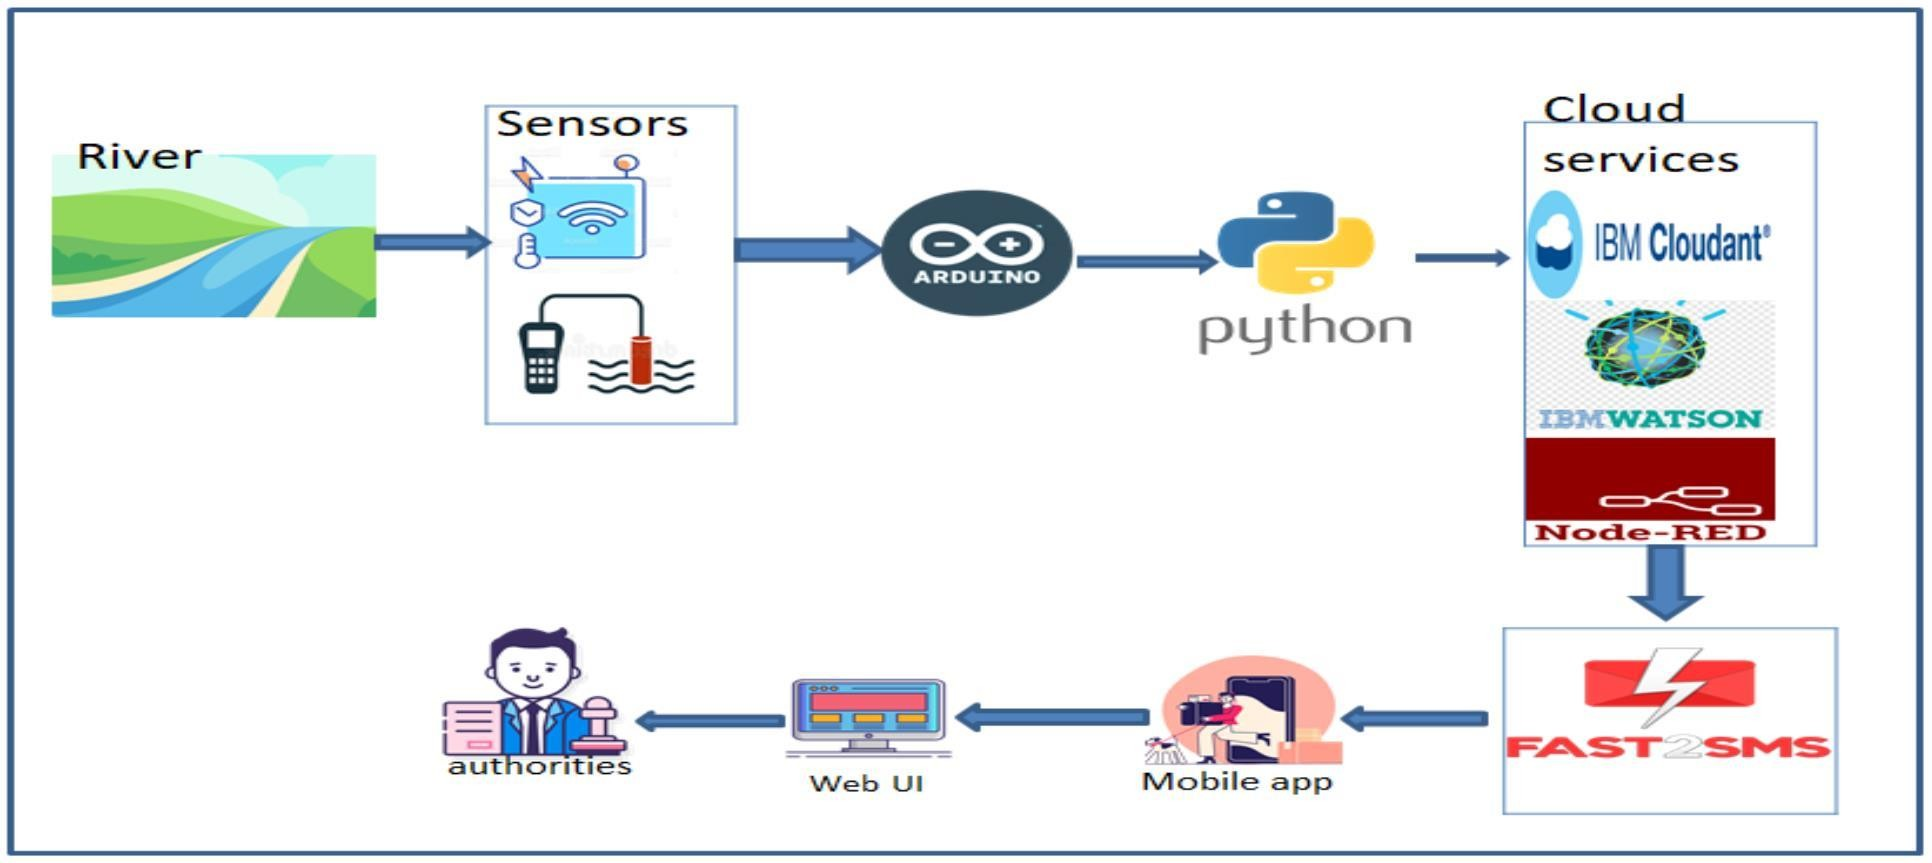 River
Sensors
ARDUINO
python
Cloud
services
IBM Cloudant®
IBMWATSON
Node-RED
FAST2SMS
Mobile app
Web UI
authorities